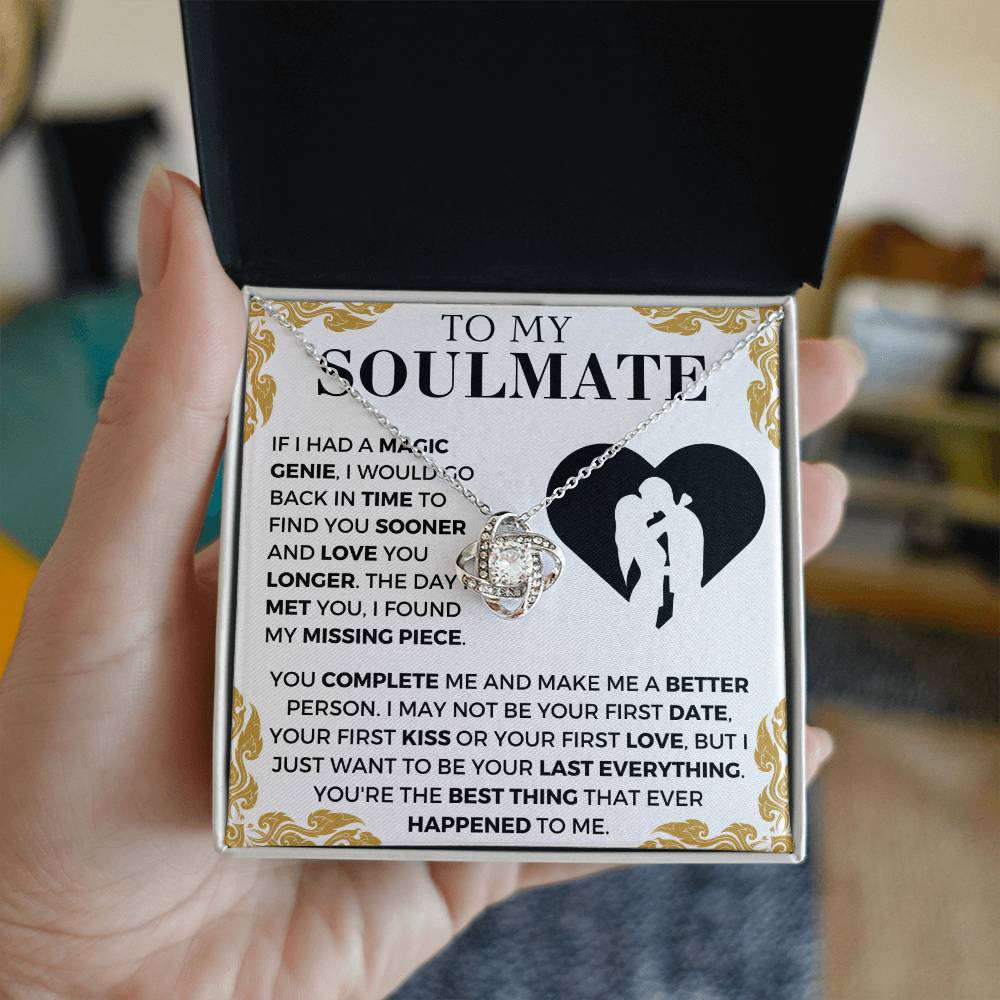 TO MY
SOULMATE
IF I HAD A MAGIC
GENIE, I WOULD GO
BACK IN TIME TO
FIND YOU SOONER
AND LOVE YOU
LONGER. THE DAY
MET YOU, I FOUND
MY MISSING PIECE.
YOU COMPLETE ME AND MAKE ME A BETTER
PERSON. I MAY NOT BE YOUR FIRST DATE,
YOUR FIRST KISS OR YOUR FIRST LOVE, BUT I
JUST WANT TO BE YOUR LAST EVERYTHING.
YOU'RE THE BEST THING THAT EVER
HAPPENED TO ME.